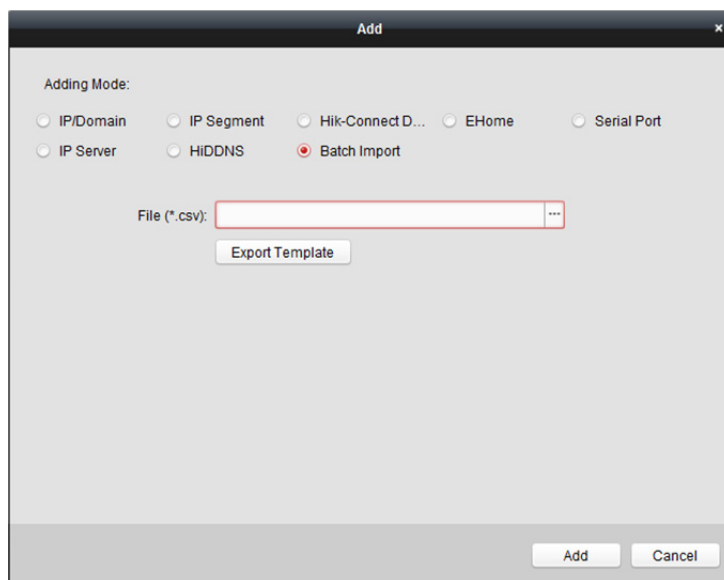 Add
Adding Mode:
IP/Domain IP Segment Hik-Connect D... EHome Serial Port
IP Server HiDDNS Batch Import
File (*.csv): ...
Export Template
Add Cancel